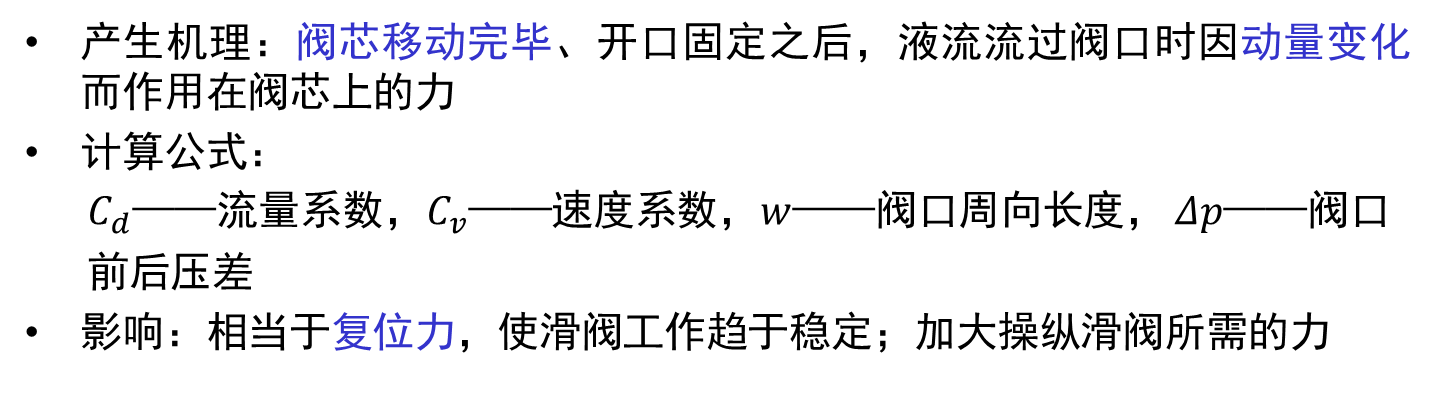 • 产生机理：阀芯移动完毕、开口固定之后，液流流过阀口时因动量变化
而作用在阀芯上的力
• 计算公式：
C_d——流量系数，C_v——速度系数，w——阀口周向长度， Δp——阀口
前后压差
• 影响：相当于复位力，使滑阀工作趋于稳定；加大操纵滑阀所需的力